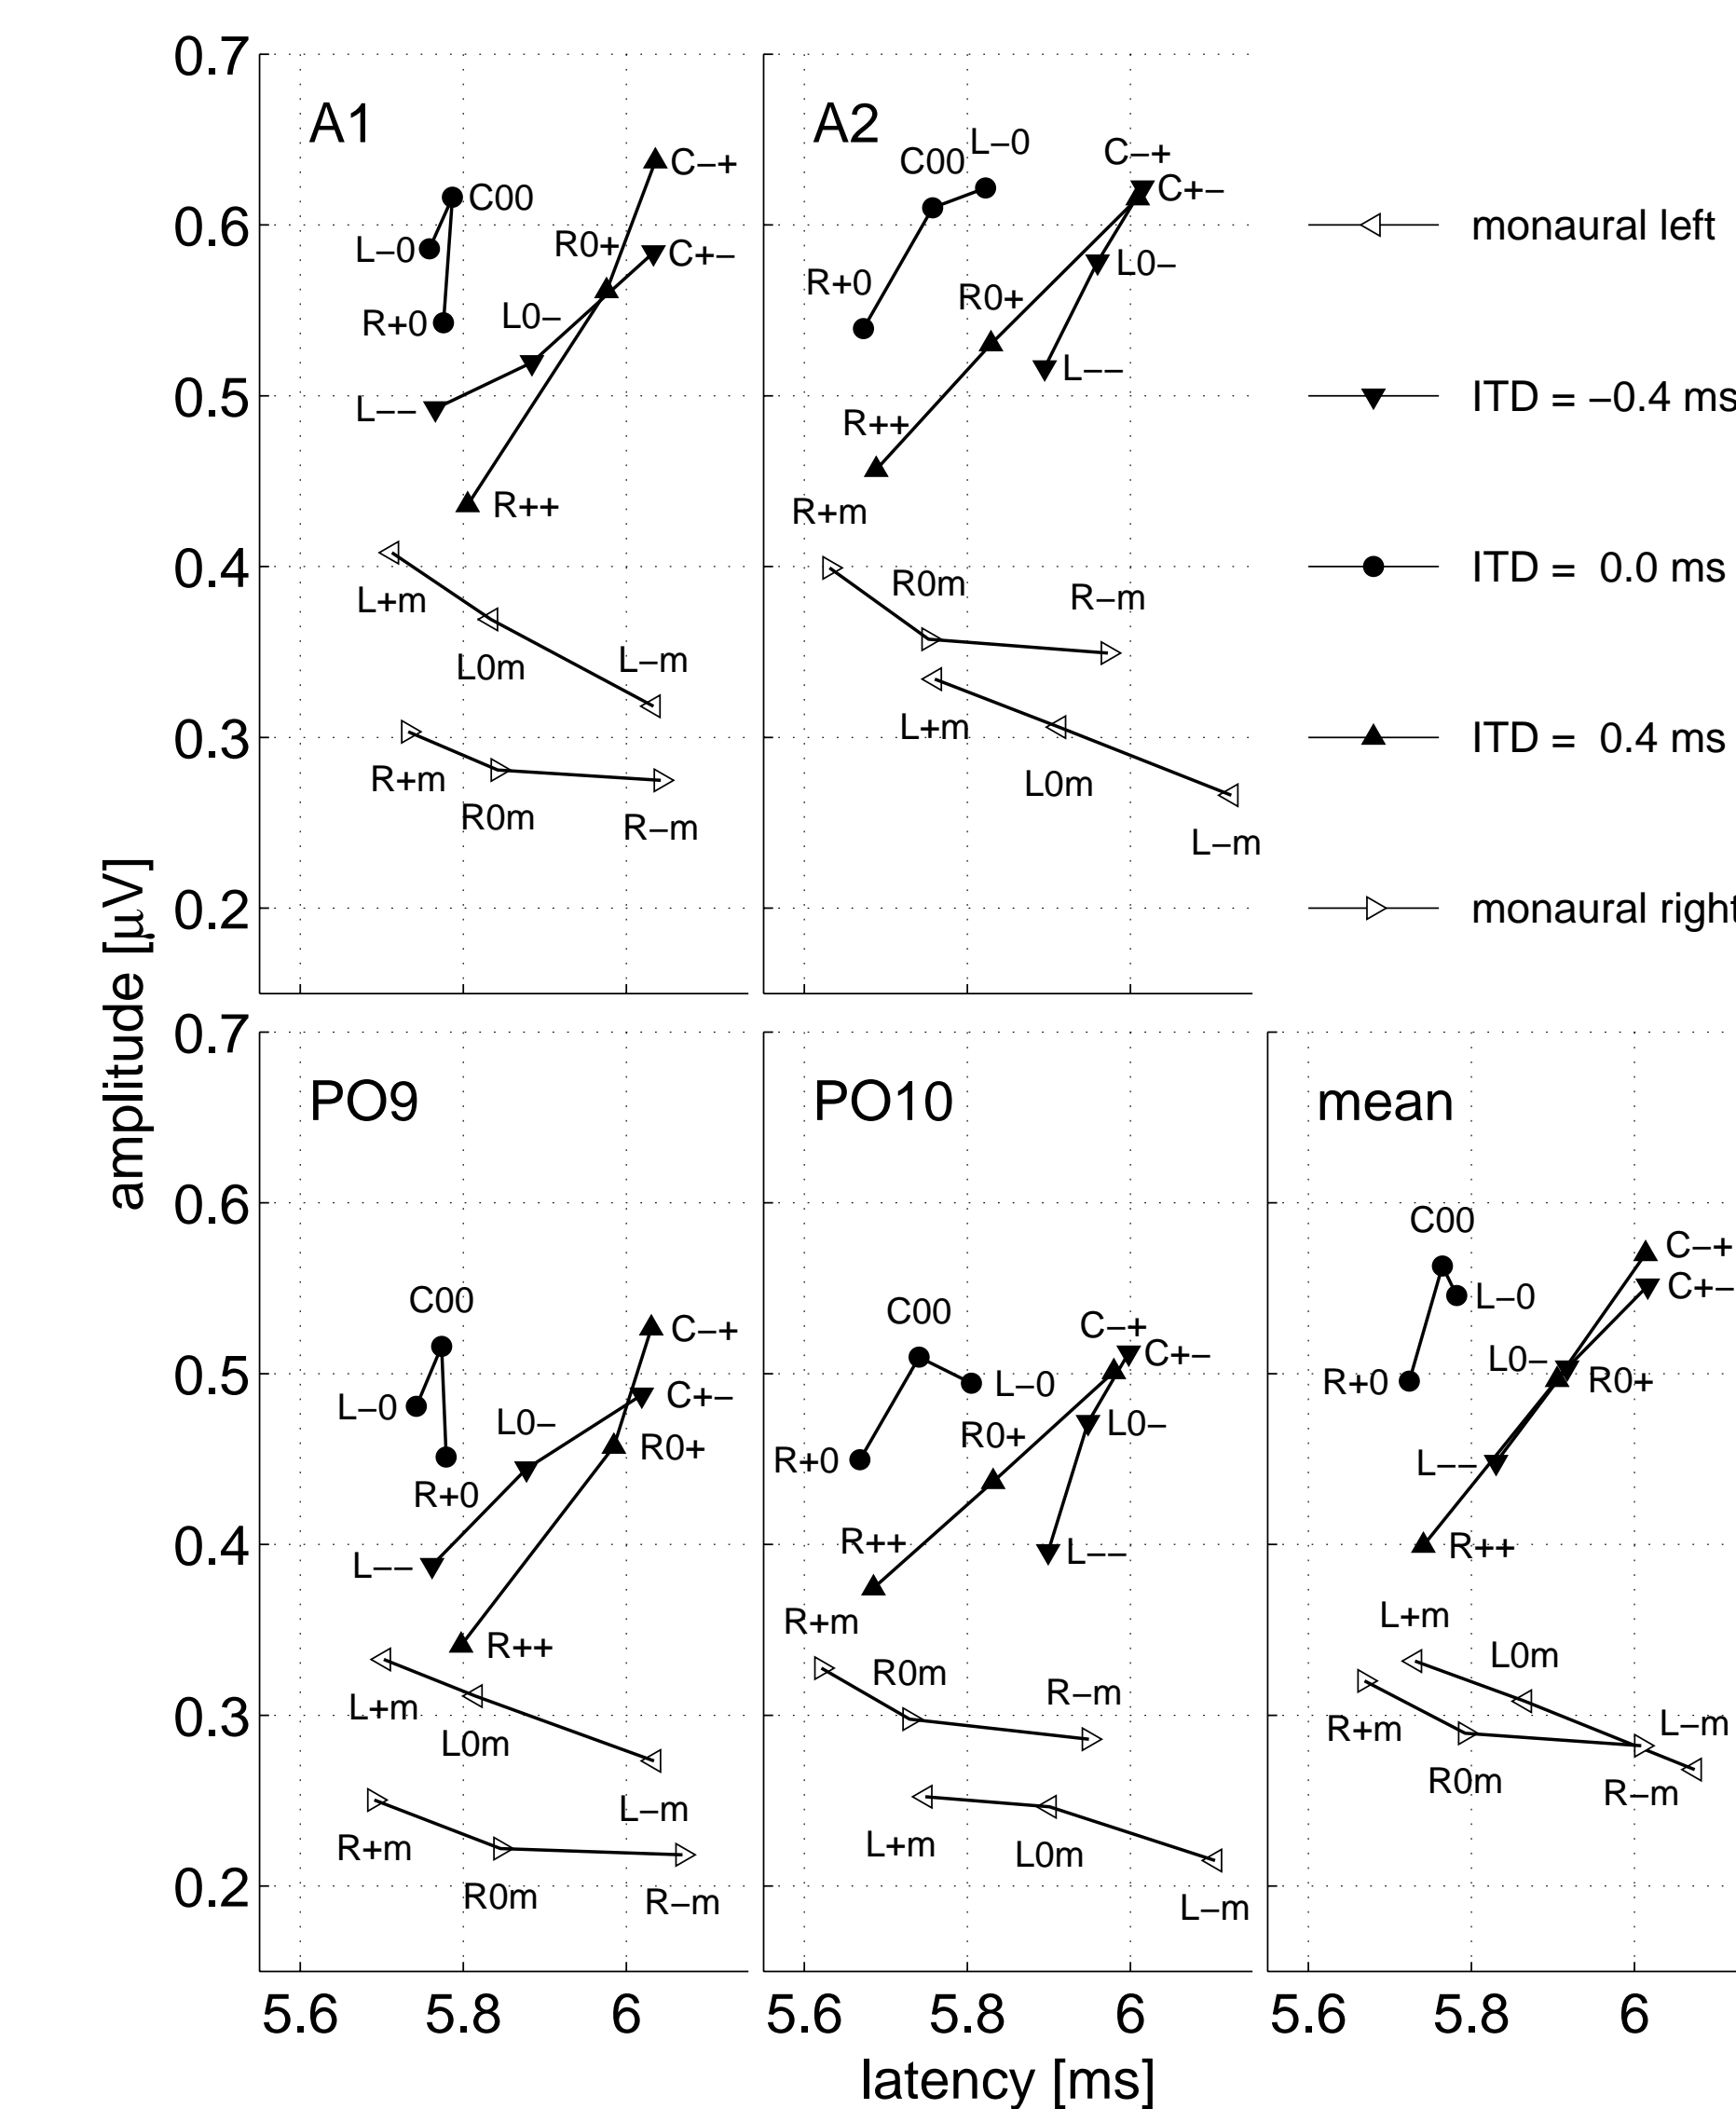 0.7
0.6
0.5
0.4
0.3
0.2
A1
C−+
C00
R0+
L−0
C+−
R+0
L0−
L−−
R++
L+m
L0m
L−m
R+m
R0m
R−m
A2
C−+
L−0
C00
C+−
L0−
R+0
R0+
L−−
R++
R+m
R0m
R−m
L+m
L0m
L−m
monaural left
ITD = −0.4 ms
ITD = 0.0 ms
ITD = 0.4 ms
monaural right
amplitude [μV]
0.7
0.6
0.5
0.4
0.3
0.2
PO9
C00
C−+
C+−
L−0
L0−
R0+
R+0
L−−
R++
L+m
L0m
L−m
R+m
R0m
R−m
5.6 5.8 6
PO10
C00
C−+
C+−
L−0
L0−
R0+
R+0
R++
L−−
R+m
R0m
R−m
L+m
L0m
L−m
5.6 5.8 6
mean
C00
C−+
C+−
L−0
L0−
R0+
R+0
L−−
R++
L+m
L0m
L−m
R+m
R0m
R−m
5.6 5.8 6
latency [ms]